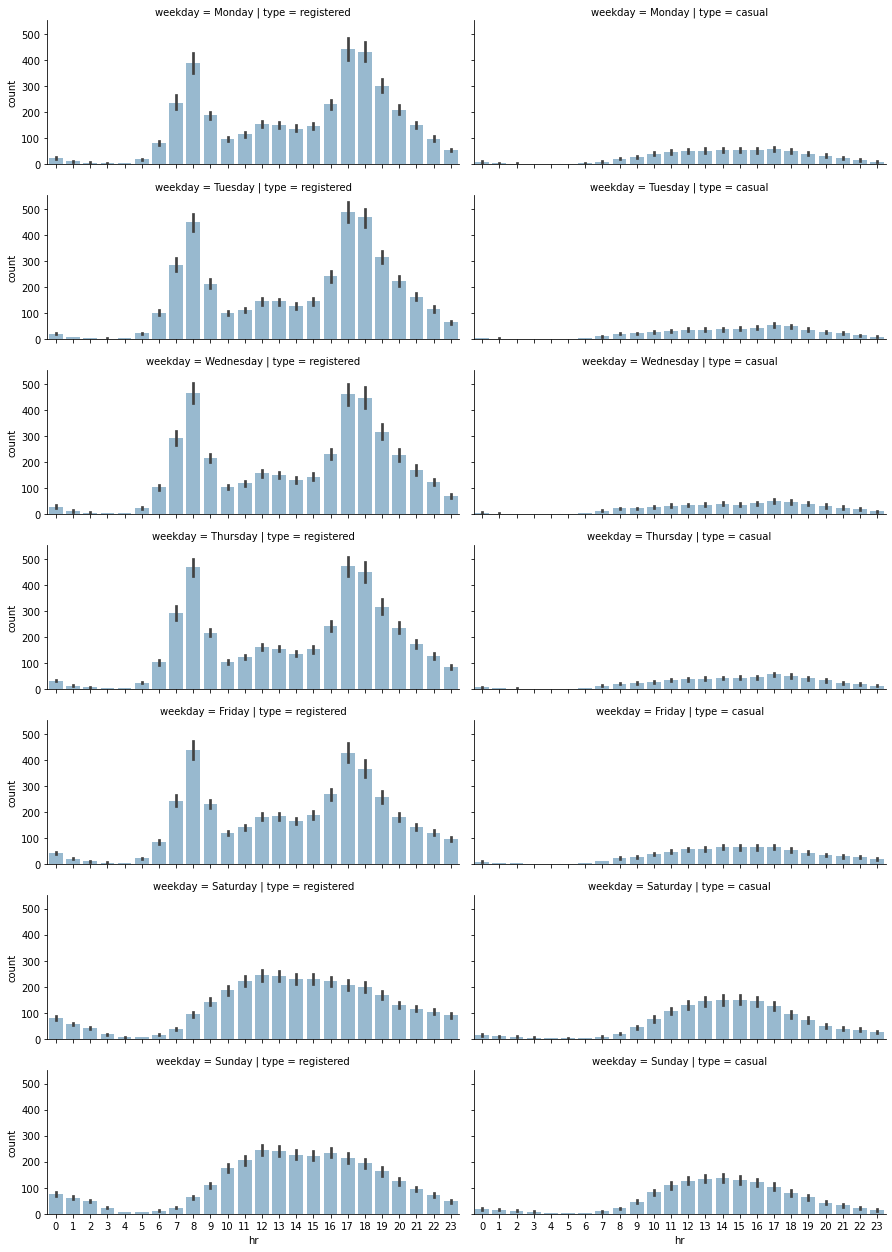 weekday = Monday | type = registered
weekday = Monday | type = casual
500
400
300
200
100
0
count
weekday = Tuesday | type = registered
weekday = Tuesday | type = casual
500
400
300
200
100
0
count
weekday = Wednesday | type = registered
weekday = Wednesday | type = casual
500
400
300
200
100
0
count
weekday = Thursday | type = registered
weekday = Thursday | type = casual
500
400
300
200
100
0
count
weekday = Friday | type = registered
weekday = Friday | type = casual
500
400
300
200
100
0
count
weekday = Saturday | type = registered
weekday = Saturday | type = casual
500
400
300
200
100
0
count
weekday = Sunday | type = registered
weekday = Sunday | type = casual
500
400
300
200
100
0
count
0 1 2 3 4 5 6 7 8 9 10 11 12 13 14 15 16 17 18 19 20 21 22 23
hr
0 1 2 3 4 5 6 7 8 9 10 11 12 13 14 15 16 17 18 19 20 21 22 23
hr